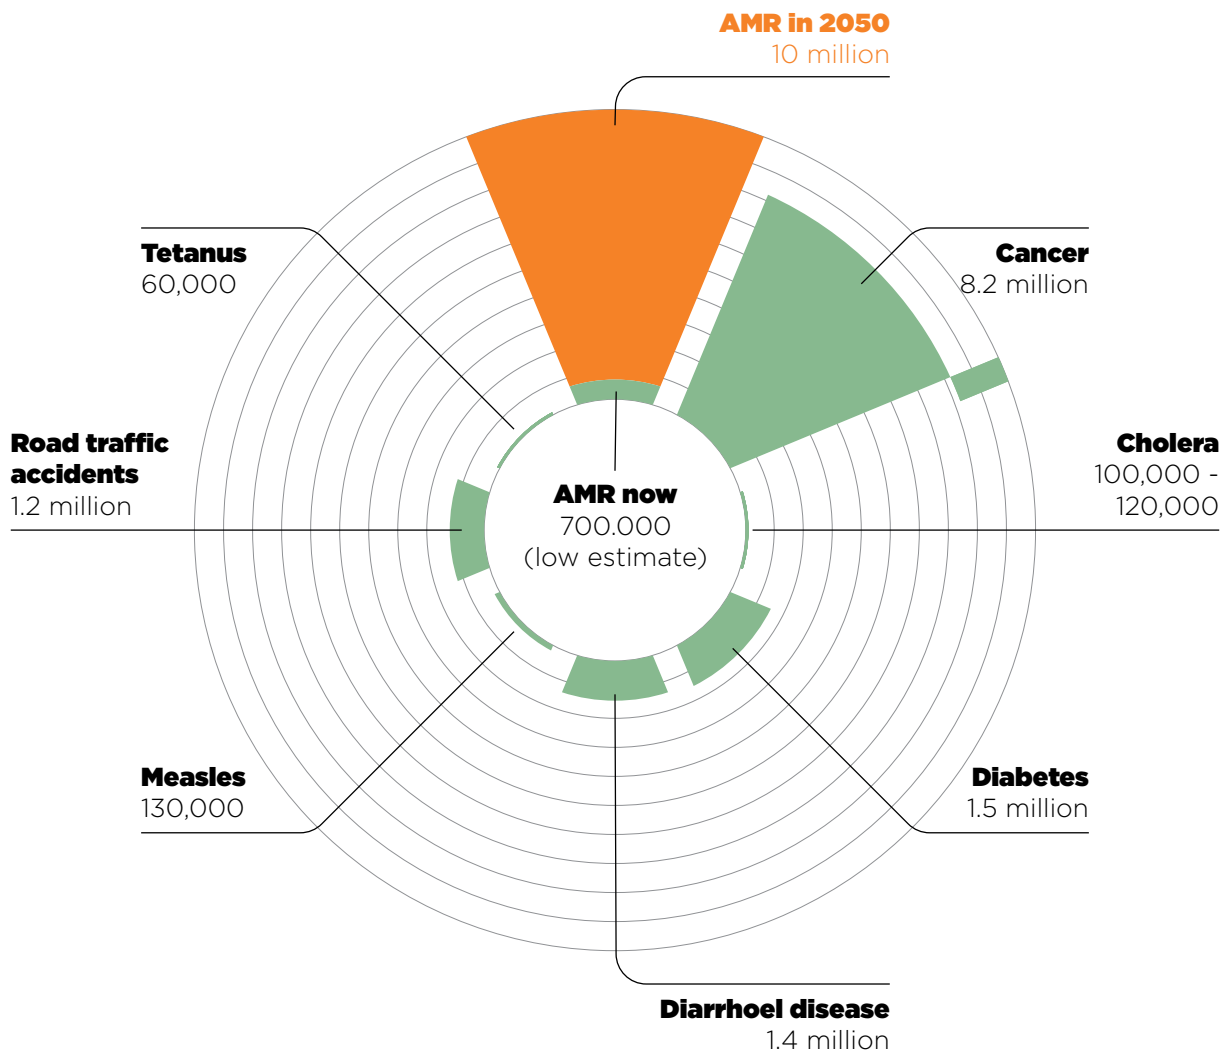 AMR in 2050
10 million
Tetanus
60,000
Cancer
8.2 million
Road traffic
accidents
1.2 million
Cholera
100,000 -
120,000
AMR now
700.000
(low estimate)
Measles
130,000
Diabetes
1.5 million
Diarrhoel disease
1.4 million